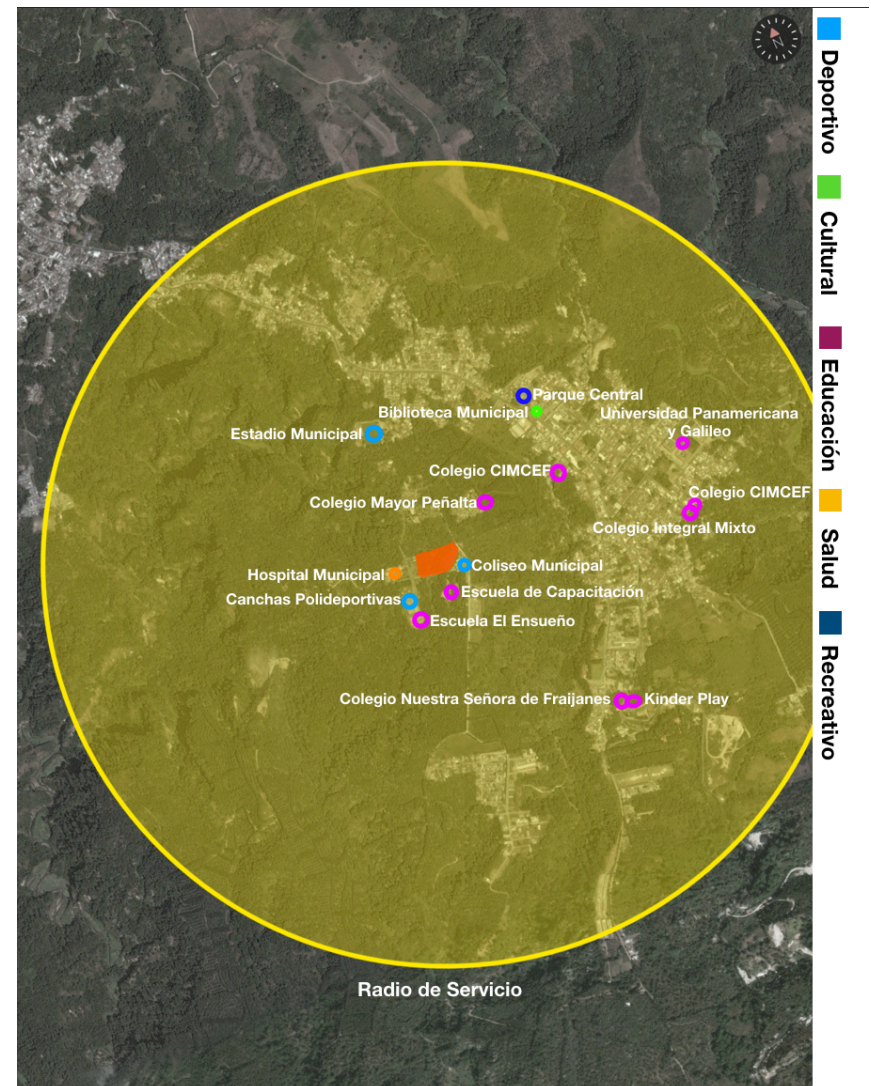 Parque Central
Biblioteca Municipal
Universidad Panamericana
y Galileo
Estadio Municipal
Colegio CIMCEF
Colegio CIMCEF
Colegio Mayor Peñalta
Colegio Integral Mixto
Coliseo Municipal
Hospital Municipal
Escuela de Capacitación
Canchas Polideportivas
Escuela El Ensueño
Colegio Nuestra Señora de Fraijanes
Kinder Play
Radio de Servicio
Deportivo
Cultural
Educación
Salud
Recreativo
N